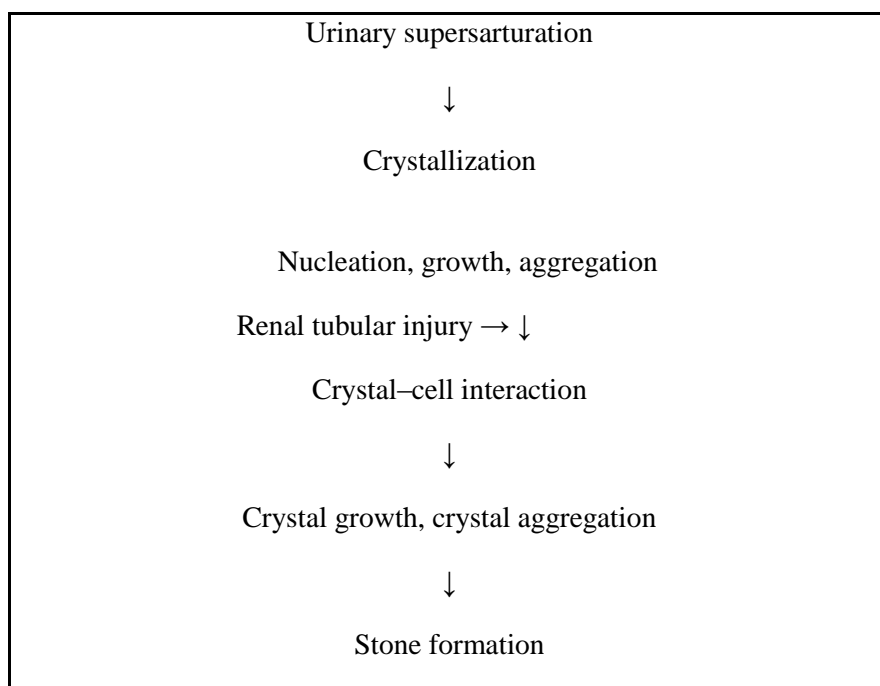 Urinary supersarturation
↓
Crystallization
Nucleation, growth, aggregation
Renal tubular injury → ↓
Crystal–cell interaction
↓
Crystal growth, crystal aggregation
↓
Stone formation